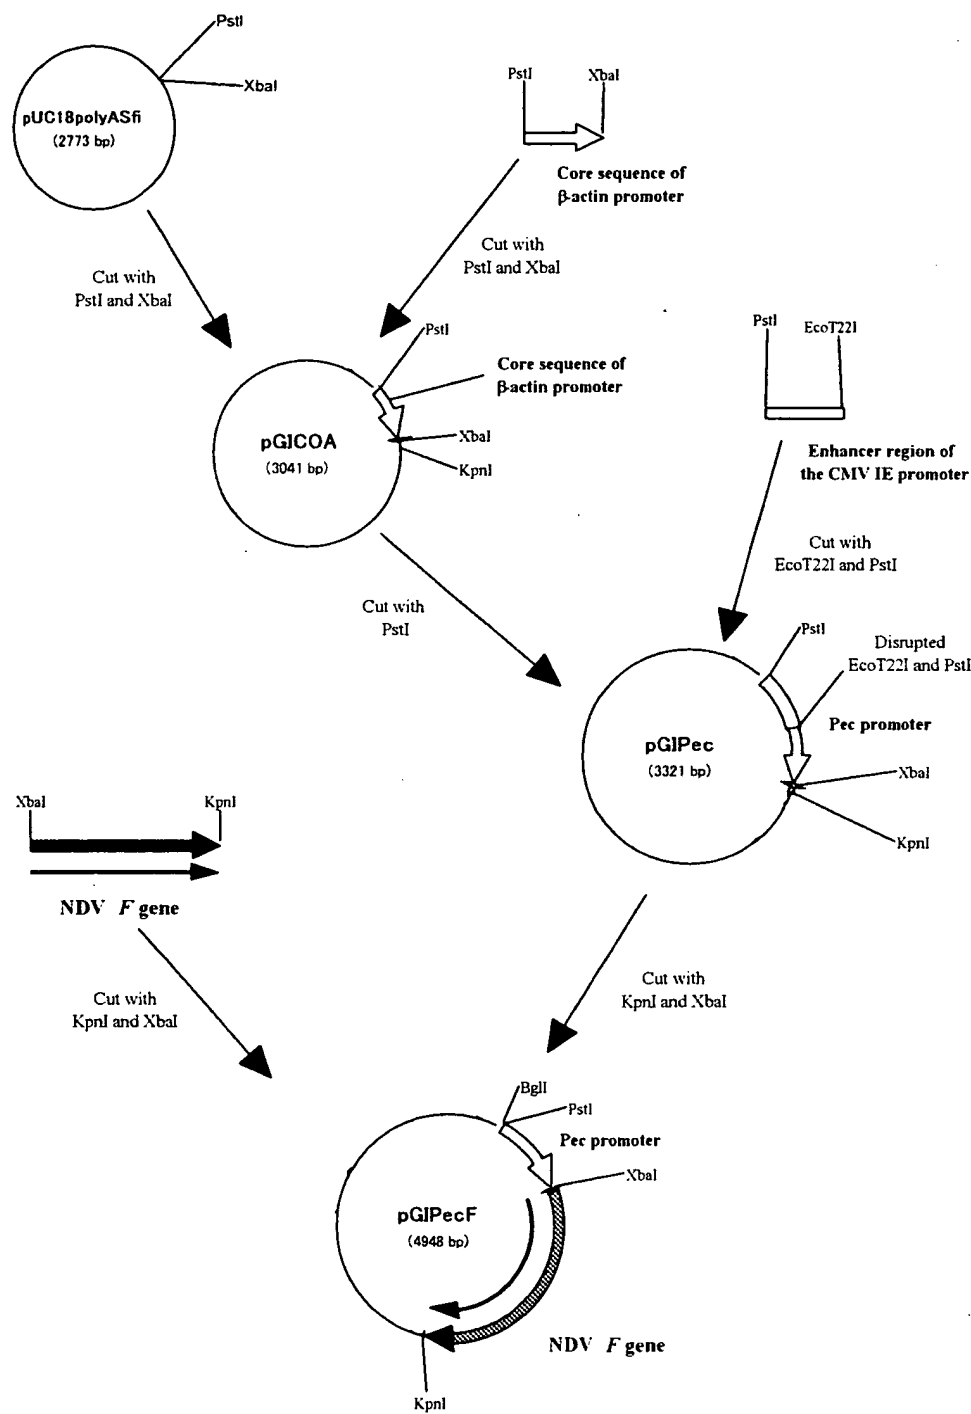 PstI
XbaI
pUC18polyASfi
(2773 bp)
PstI
XbaI
Core sequence of
β-actin promoter
Cut with
PstI and XbaI
Cut with
PstI and XbaI
PstI
Core sequence of
β-actin promoter
pGICOA
(3041 bp)
XbaI
KpnI
PstI
EcoT22I
Enhancer region of
the CMV IE promoter
Cut with
EcoT22I and PstI
Cut with
PstI
PstI
Disrupted
EcoT22I and PstI
Pec promoter
pGIPec
(3321 bp)
XbaI
KpnI
XbaI
KpnI
NDV F gene
Cut with
KpnI and XbaI
Cut with
KpnI and XbaI
BglI
PstI
Pec promoter
XbaI
pGIPecF
(4948 bp)
NDV F gene
KpnI